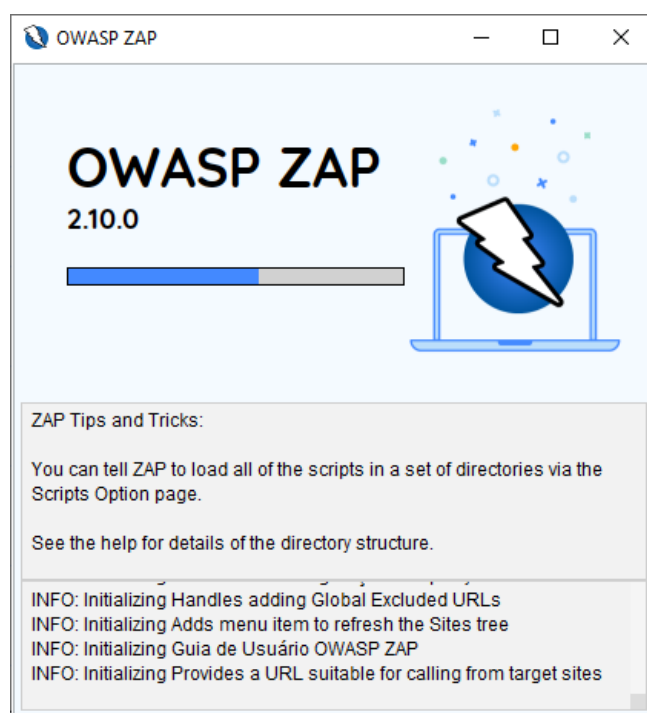 OWASP ZAP
OWASP ZAP
2.10.0
ZAP Tips and Tricks:
You can tell ZAP to load all of the scripts in a set of directories via the
Scripts Option page.
See the help for details of the directory structure.
INFO: Initializing Handles adding Global Excluded URLs
INFO: Initializing Adds menu item to refresh the Sites tree
INFO: Initializing Guia de Usuário OWASP ZAP
INFO: Initializing Provides a URL suitable for calling from target sites